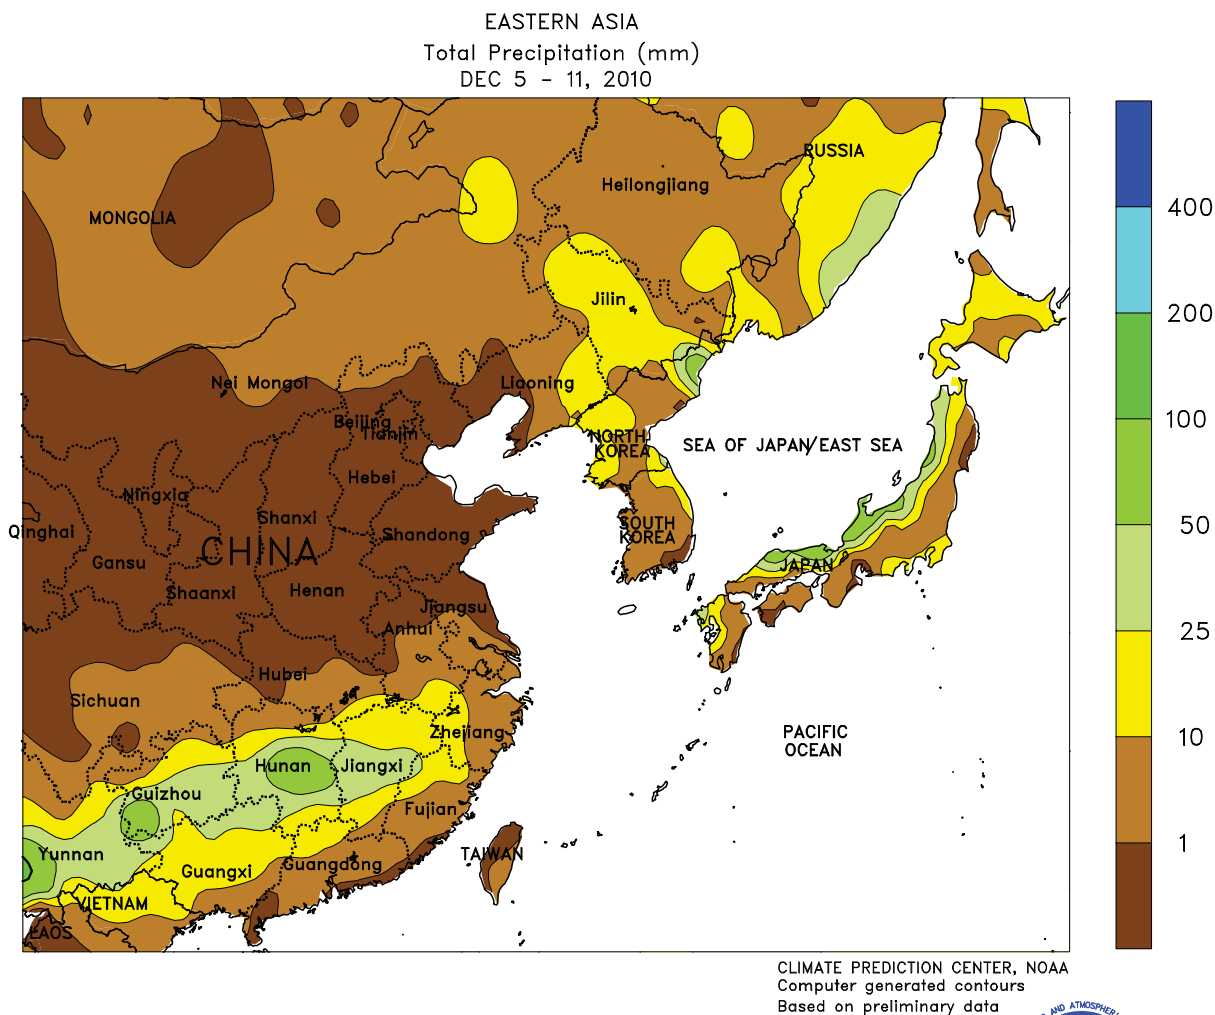 EASTERN ASIA
Total Precipitation (mm)
DEC 5 - 11, 2010
RUSSIA
Heilongjiang
MONGOLIA
400
Jilin
200
Nei Mongol
Liaoning
Beijing
Tianjin
100
NORTH
KOREA
SEA OF JAPAN/EAST SEA
Hebei
Ningxia
Shanxi
SOUTH
KOREA
50
Qinghai
Shandong
CHINA
Gansu
JAPAN
Shaanxi
Henan
Jiangsu
Anhui
25
Hubei
Sichuan
Zhejiang
PACIFIC
OCEAN
10
Hunan
Jiangxi
Guizhou
Fujian
1
Yunnan
TAIWAN
Guangxi
Guangdong
VIETNAM
LAOS
CLIMATE PREDICTION CENTER, NOAA
Computer generated contours
Based on preliminary data
AND ATMOSPHERI